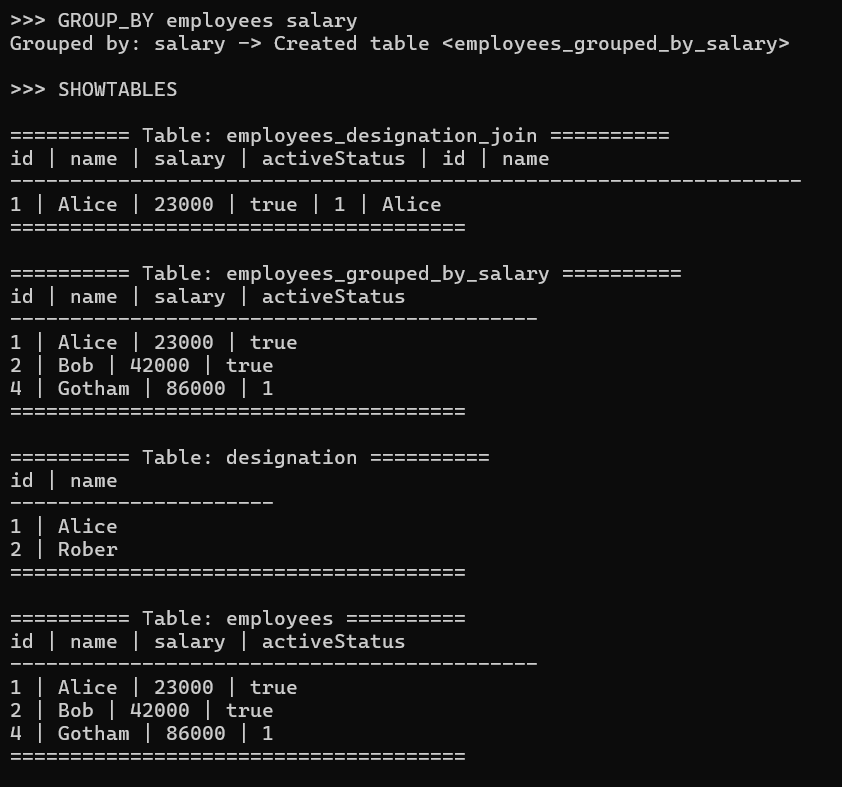 >>> GROUP_BY employees salary
Grouped by: salary -> Created table <employees_grouped_by_salary>
>>> SHOWTABLES
========== Table: employees_designation_join ==========
id | name | salary | activeStatus | id | name
------------------------------------------------------------------
1 | Alice | 23000 | true | 1 | Alice
======================================
========== Table: employees_grouped_by_salary ==========
id | name | salary | activeStatus
--------------------------------------------
1 | Alice | 23000 | true
2 | Bob | 42000 | true
4 | Gotham | 86000 | 1
======================================
========== Table: designation ==========
id | name
----------------------
1 | Alice
2 | Rober
======================================
========== Table: employees ==========
id | name | salary | activeStatus
--------------------------------------------
1 | Alice | 23000 | true
2 | Bob | 42000 | true
4 | Gotham | 86000 | 1
======================================